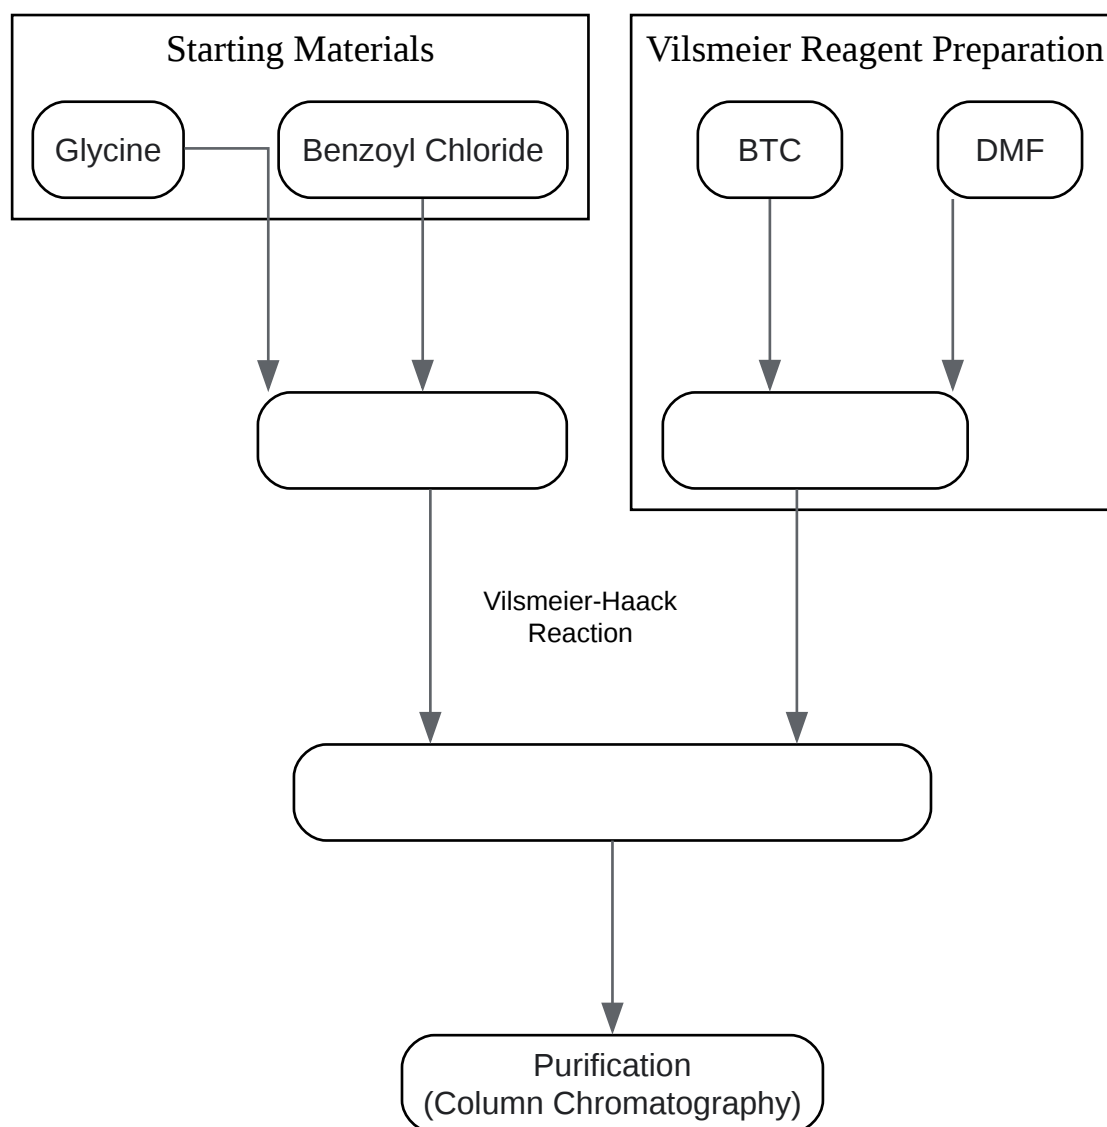 Starting Materials
Vilsmeier Reagent Preparation
Glycine
Benzoyl Chloride
BTC
DMF
Vilsmeier-Haack
Reaction
Purification
(Column Chromatography)